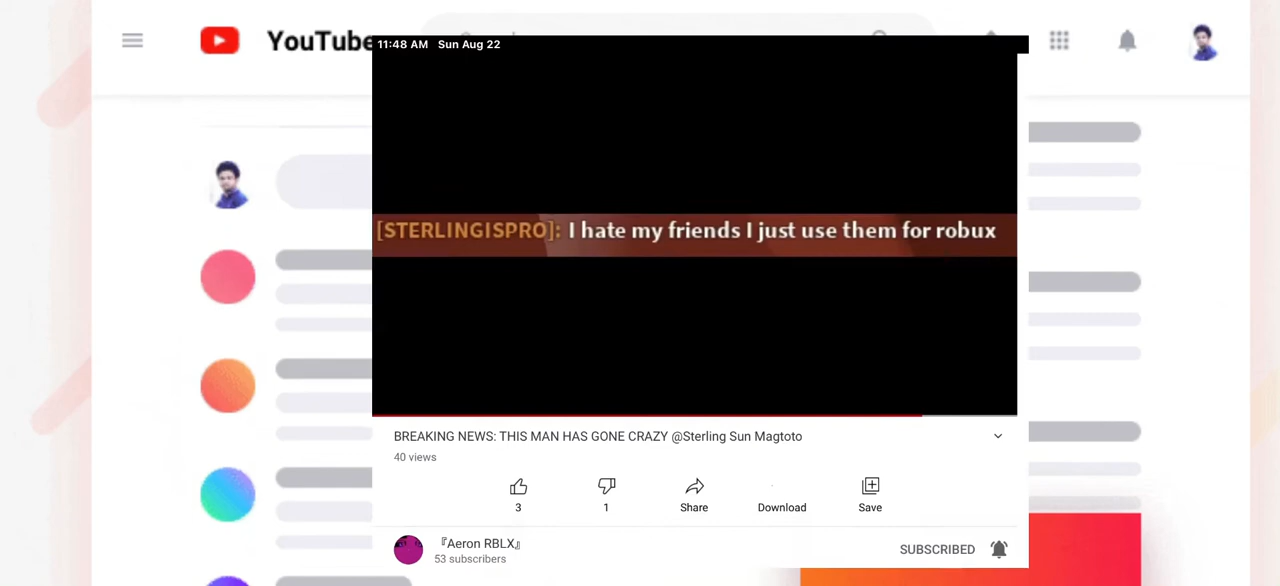 YouTube
11:48 AM Sun Aug 22
[STERLINGISPRO]: I hate my friends I just use them for robux
BREAKING NEWS: THIS MAN HAS GONE CRAZY @Sterling Sun Magtoto
40 views
3
1
Share
Download
Save
『Aeron RBLX』
53 subscribers
SUBSCRIBED